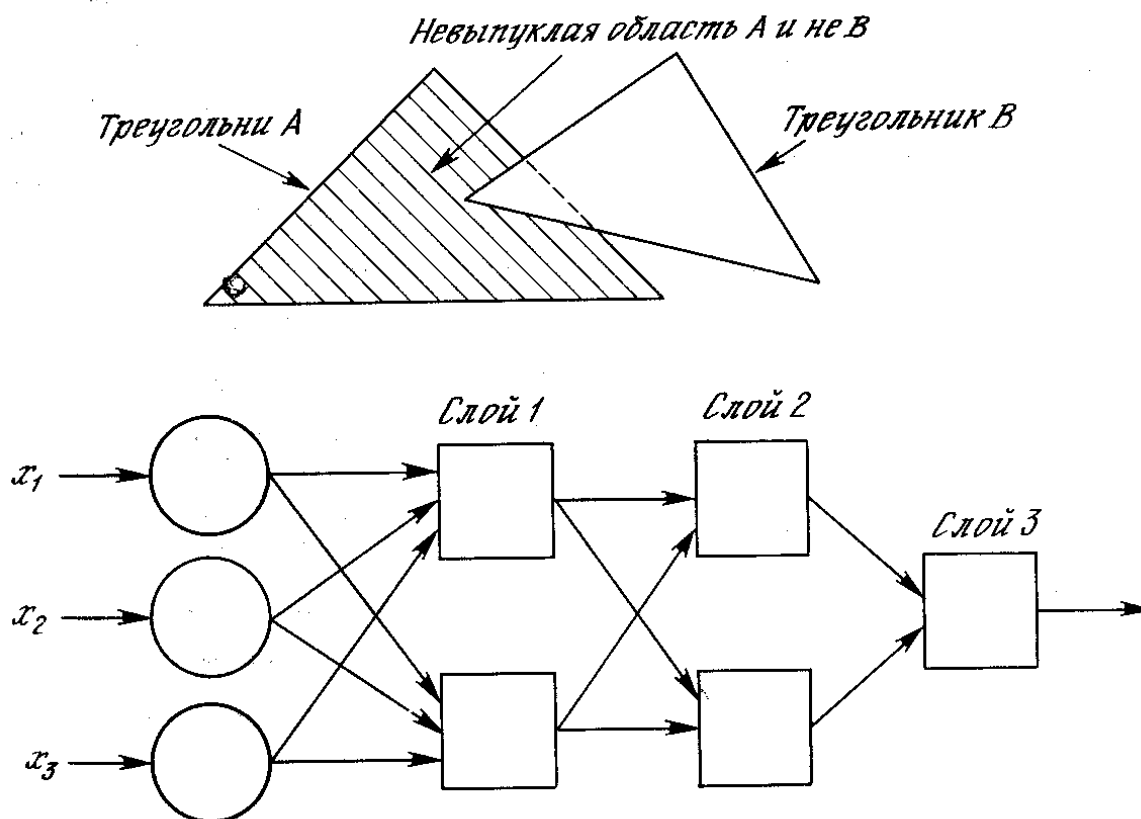 Невыпуклая область А и не В
Треугольни А
Треугольник В
Слой 1
Слой 2
Слой 3
x₁
x₂
x₃